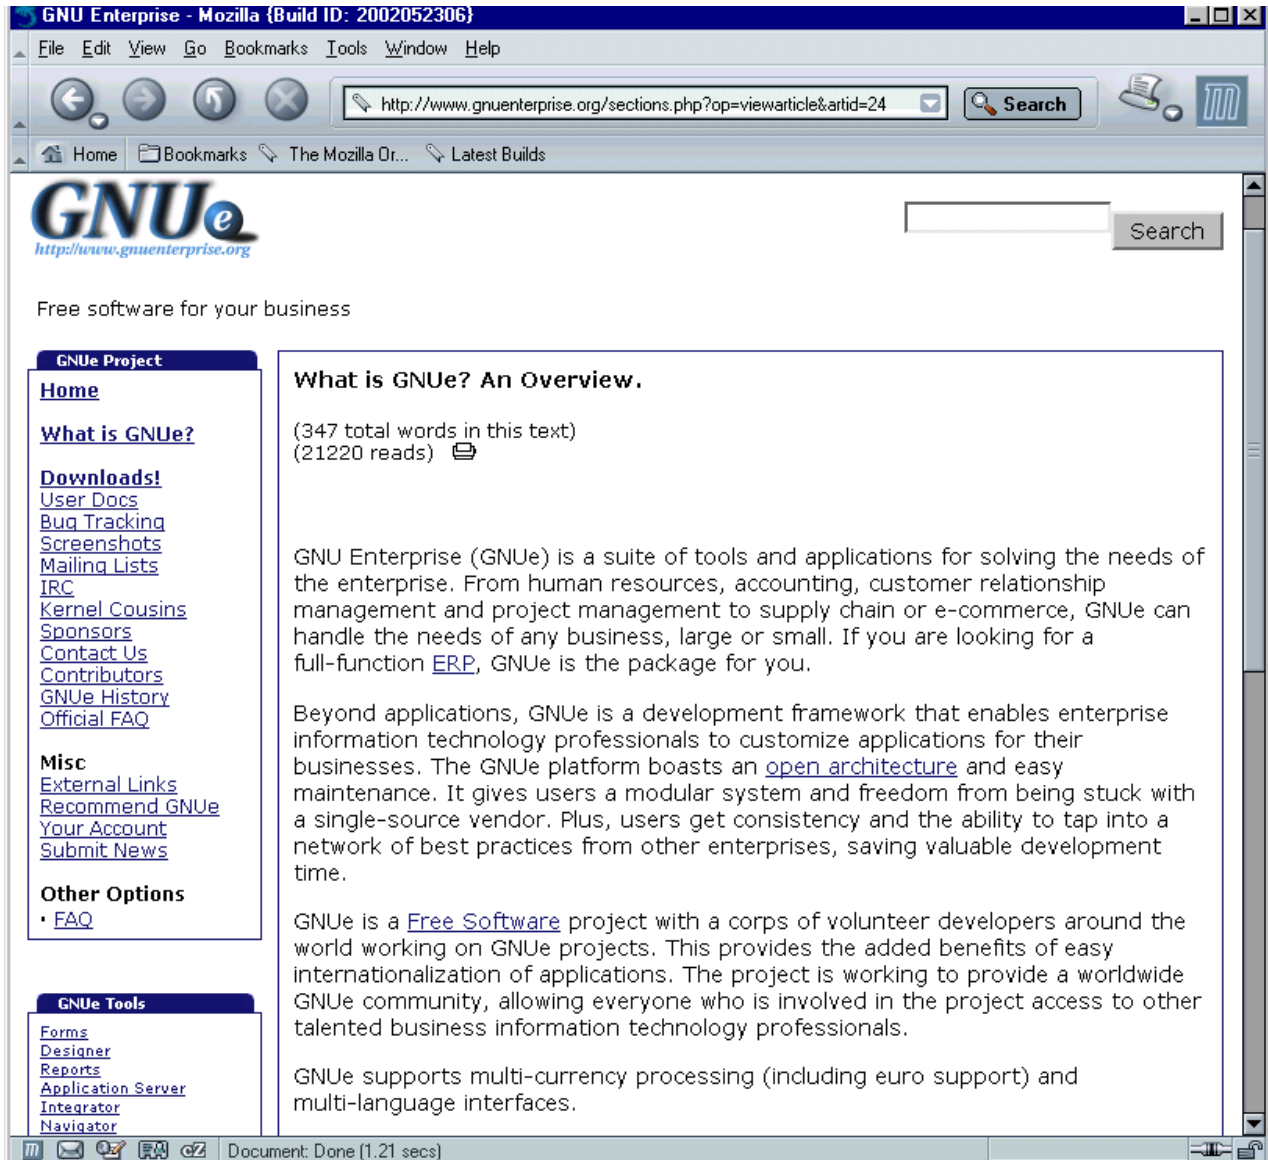 GNU Enterprise - Mozilla {Build ID: 2002052306}
File Edit View Go Bookmarks Tools Window Help
http://www.gnuenterprise.org/sections.php?op=viewarticle&artid=24
Search
Home Bookmarks The Mozilla Or... Latest Builds
GNUe
http://www.gnuenterprise.org
Search
Free software for your business
GNUe Project
Home
What is GNUe?
Downloads!
User Docs
Bug Tracking
Screenshots
Mailing Lists
IRC
Kernel Cousins
Sponsors
Contact Us
Contributors
GNUe History
Official FAQ
Misc
External Links
Recommend GNUe
Your Account
Submit News
Other Options
• FAQ
GNUe Tools
Forms
Designer
Reports
Application Server
Integrator
Navigator
What is GNUe? An Overview.
(347 total words in this text)
(21220 reads)
GNU Enterprise (GNUe) is a suite of tools and applications for solving the needs of
the enterprise. From human resources, accounting, customer relationship
management and project management to supply chain or e-commerce, GNUe can
handle the needs of any business, large or small. If you are looking for a
full-function ERP, GNUe is the package for you.
Beyond applications, GNUe is a development framework that enables enterprise
information technology professionals to customize applications for their
businesses. The GNUe platform boasts an open architecture and easy
maintenance. It gives users a modular system and freedom from being stuck with
a single-source vendor. Plus, users get consistency and the ability to tap into a
network of best practices from other enterprises, saving valuable development
time.
GNUe is a Free Software project with a corps of volunteer developers around the
world working on GNUe projects. This provides the added benefits of easy
internationalization of applications. The project is working to provide a worldwide
GNUe community, allowing everyone who is involved in the project access to other
talented business information technology professionals.
GNUe supports multi-currency processing (including euro support) and
multi-language interfaces.
Document: Done (1.21 secs)